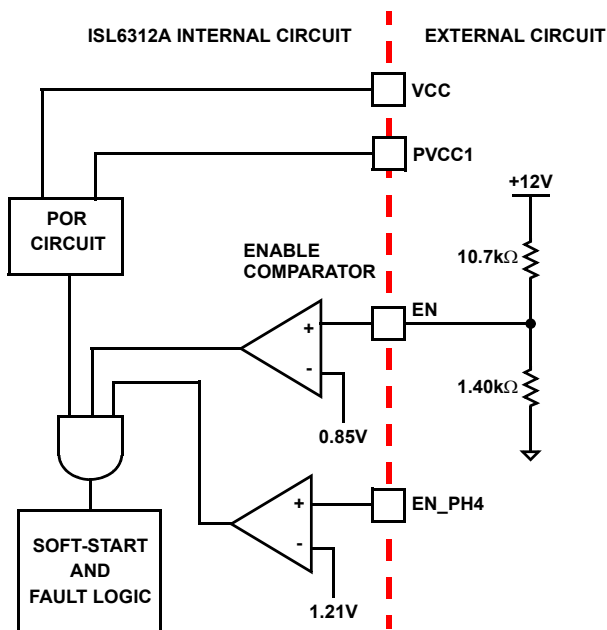 ISL6312A INTERNAL CIRCUIT
EXTERNAL CIRCUIT
VCC
PVCC1
+12V
POR
CIRCUIT
10.7kΩ
ENABLE
COMPARATOR
EN
+
-
1.40kΩ
0.85V
EN_PH4
+
-
SOFT-START
AND
FAULT LOGIC
1.21V